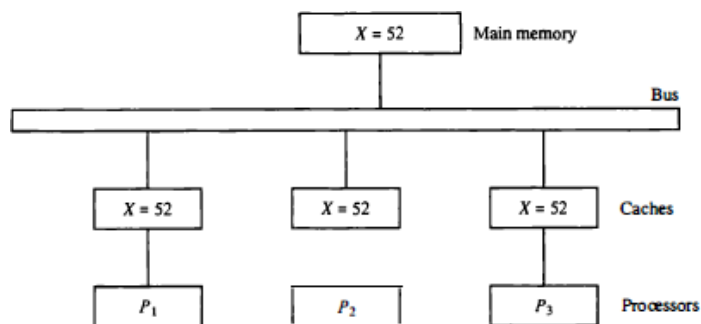 X = 52 Main memory
Bus
X = 52 X = 52 X = 52 Caches
P1 P2 P3 Processors